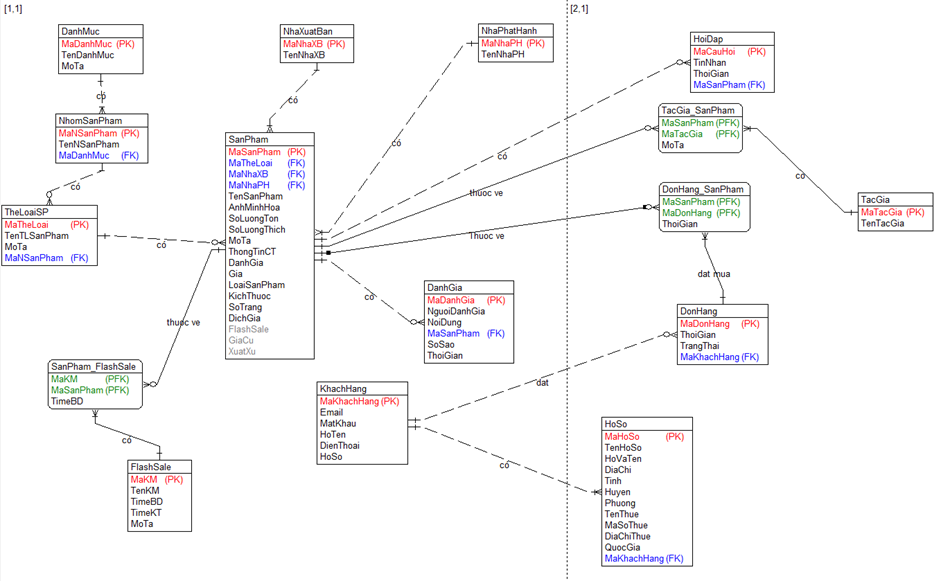 [1,1]
[2,1]
DanhMuc
MaDanhMuc (PK)
TenDanhMuc
MoTa
có
NhomSanPham
MaNSanPham (PK)
TenNSanPham
MaDanhMuc (FK)
có
TheLoaiSP
MaTheLoai (PK)
TenTLSanPham
MoTa
MaNSanPham (FK)
có
NhaXuatBan
MaNhaXB (PK)
TenNhaXB
có
NhaPhatHanh
MaNhaPH (PK)
TenNhaPH
có
SanPham
MaSanPham (PK)
MaTheLoai (FK)
MaNhaXB (FK)
MaNhaPH (FK)
TenSanPham
AnhMinhHoa
SoLuongTon
SoLuongThich
MoTa
ThongTinCT
DanhGia
Gia
LoaiSanPham
KichThuoc
SoTrang
DichGia
FlashSale
GiaCu
XuatXu
thuoc ve
SanPham_FlashSale
MaKM (PFK)
MaSanPham (PFK)
TimeBD
có
FlashSale
MaKM (PK)
TenKM
TimeBD
TimeKT
MoTa
có
thuoc ve
Thuoc ve
có
DanhGia
MaDanhGia (PK)
NguoiDanhGia
NoiDung
MaSanPham (FK)
SoSao
ThoiGian
KhachHang
MaKhachHang (PK)
Email
MatKhau
HoTen
DienThoai
HoSo
dat
có
HoiDap
MaCauHoi (PK)
TinNhan
ThoiGian
MaSanPham (FK)
TacGia_SanPham
MaSanPham (PFK)
MaTacGia (PFK)
MoTa
co
TacGia
MaTacGia (PK)
TenTacGia
DonHang_SanPham
MaSanPham (PFK)
MaDonHang (PFK)
ThoiGian
dat mua
DonHang
MaDonHang (PK)
ThoiGian
TrangThai
MaKhachHang (FK)
HoSo
MaHoSo (PK)
TenHoSo
HoVaTen
DiaChi
Tinh
Huyen
Phuong
TenThue
MaSoThue
DiaChiThue
QuocGia
MaKhachHang (FK)